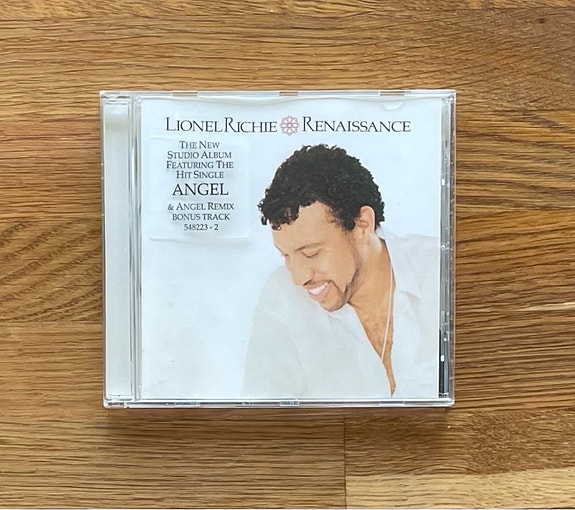 LIONEL RICHIE RENAISSANCE
THE NEW
STUDIO ALBUM
FEATURING THE
HIT SINGLE
ANGEL
& ANGEL REMIX
BONUS TRACK
548223 - 2